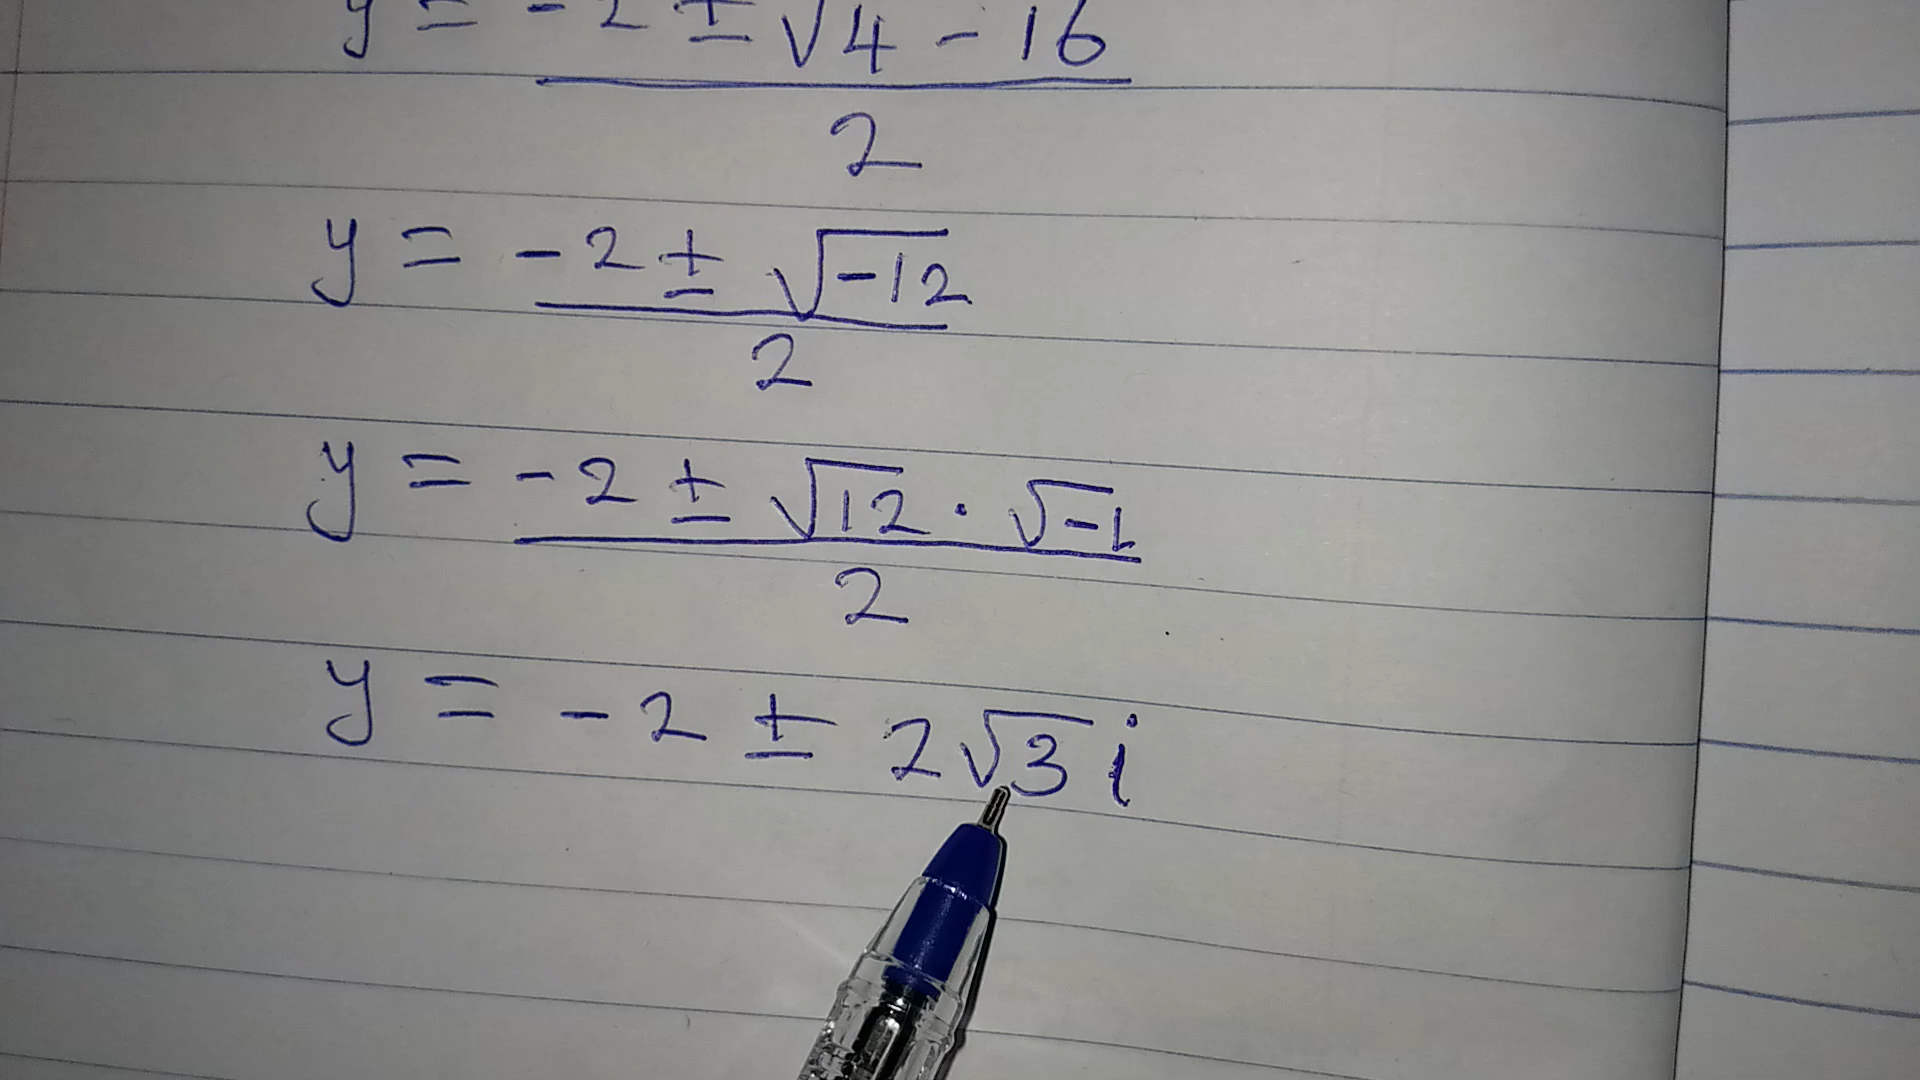 y = -2 ± √4 - 16
2
y = -2 ± √-12
2
y = -2 ± √12 · √-1
2
y = -2 ± 2√3 i